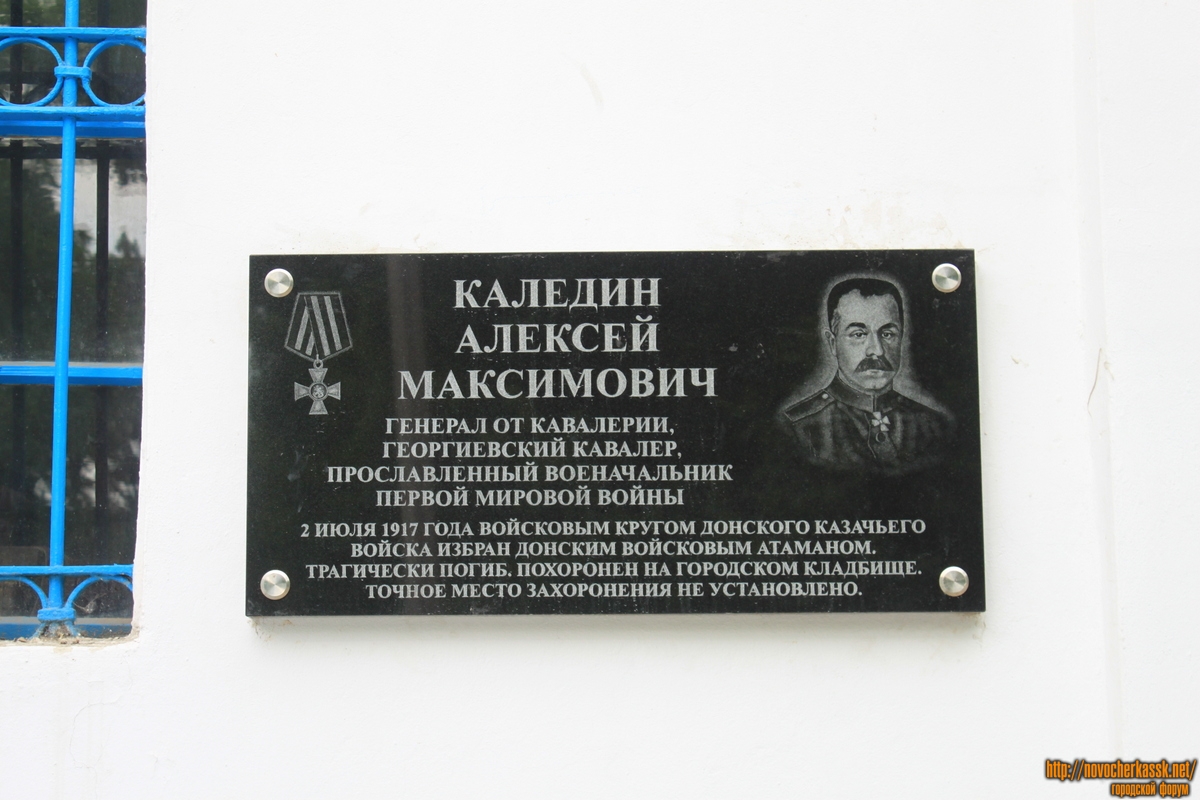 КАЛЕДИН
АЛЕКСЕЙ
МАКСИМОВИЧ
ГЕНЕРАЛ ОТ КАВАЛЕРИИ,
ГЕОРГИЕВСКИЙ КАВАЛЕР,
ПРОСЛАВЛЕННЫЙ ВОЕНАЧАЛЬНИК
ПЕРВОЙ МИРОВОЙ ВОЙНЫ
2 ИЮЛЯ 1917 ГОДА ВОЙСКОВЫМ КРУГОМ ДОНСКОГО КАЗАЧЬЕГО
ВОЙСКА ИЗБРАН ДОНСКИМ ВОЙСКОВЫМ АТАМАНОМ.
ТРАГИЧЕСКИ ПОГИБ. ПОХОРОНЕН НА ГОРОДСКОМ КЛАДБИЩЕ.
ТОЧНОЕ МЕСТО ЗАХОРОНЕНИЯ НЕ УСТАНОВЛЕНО.
http://novocherkassk.net/
городской форум